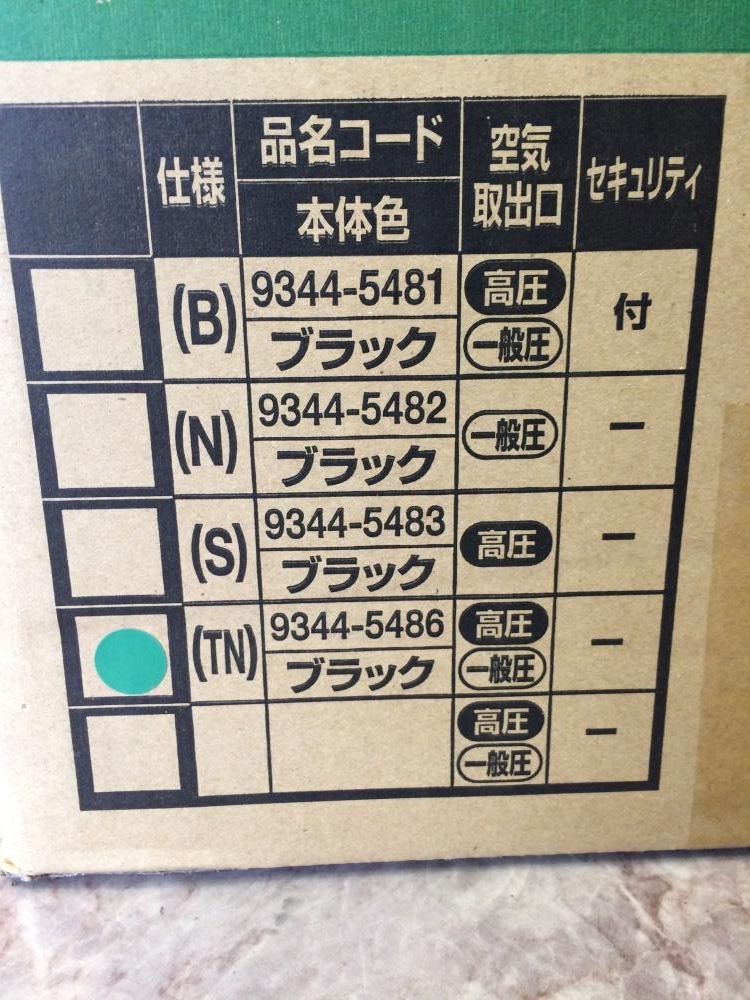 仕様
品名コード
本体色
空気
取出口
セキュリティ
(B)
9344-5481
ブラック
高圧
一般圧
付
(N)
9344-5482
ブラック
一般圧
ー
(S)
9344-5483
ブラック
高圧
ー
(TN)
9344-5486
ブラック
高圧
一般圧
ー
高圧
一般圧
ー